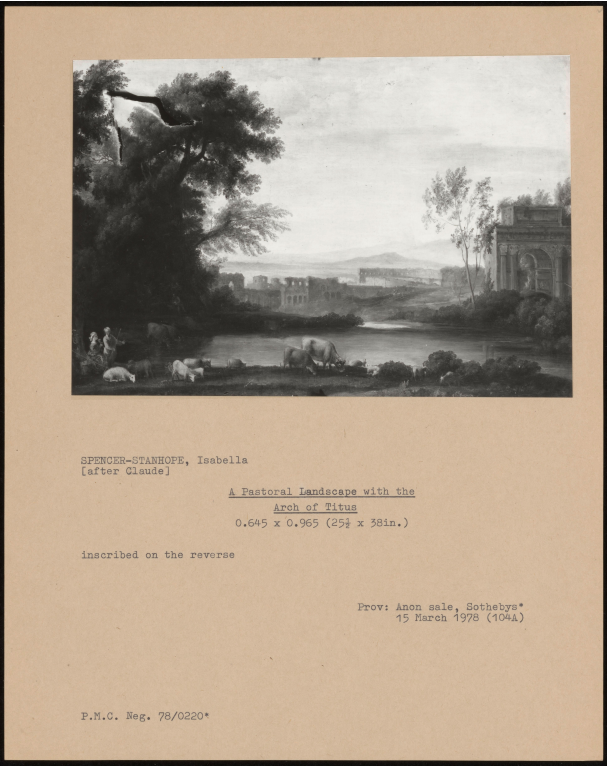 SPENCER-STANHOPE, Isabella
[after Claude]
A Pastoral Landscape with the
Arch of Titus
0.645 x 0.965 (25½ x 38in.)
inscribed on the reverse
Prov: Anon sale, Sothebys*
15 March 1978 (104A)
P.M.C. Neg. 78/0220*